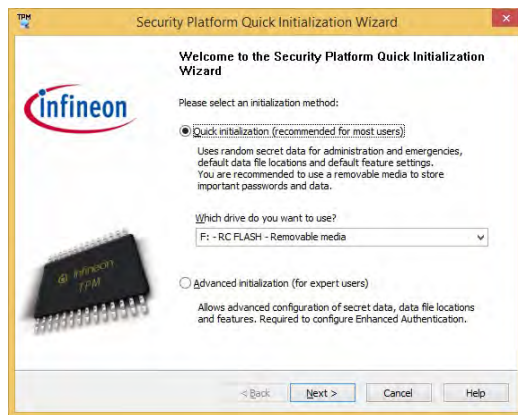 TPM
Security Platform Quick Initialization Wizard
Welcome to the Security Platform Quick Initialization
Wizard
infineon
Please select an initialization method:
Quick initialization (recommended for most users)
Uses random secret data for administration and emergencies,
default data file locations and default feature settings.
You are recommended to use a removable media to store
important passwords and data.
Which drive do you want to use?
F: - RC FLASH - Removable media
infineon
TPM
Advanced initialization (for expert users)
Allows advanced configuration of secret data, data file locations
and features. Required to configure Enhanced Authentication.
< Back
Next >
Cancel
Help